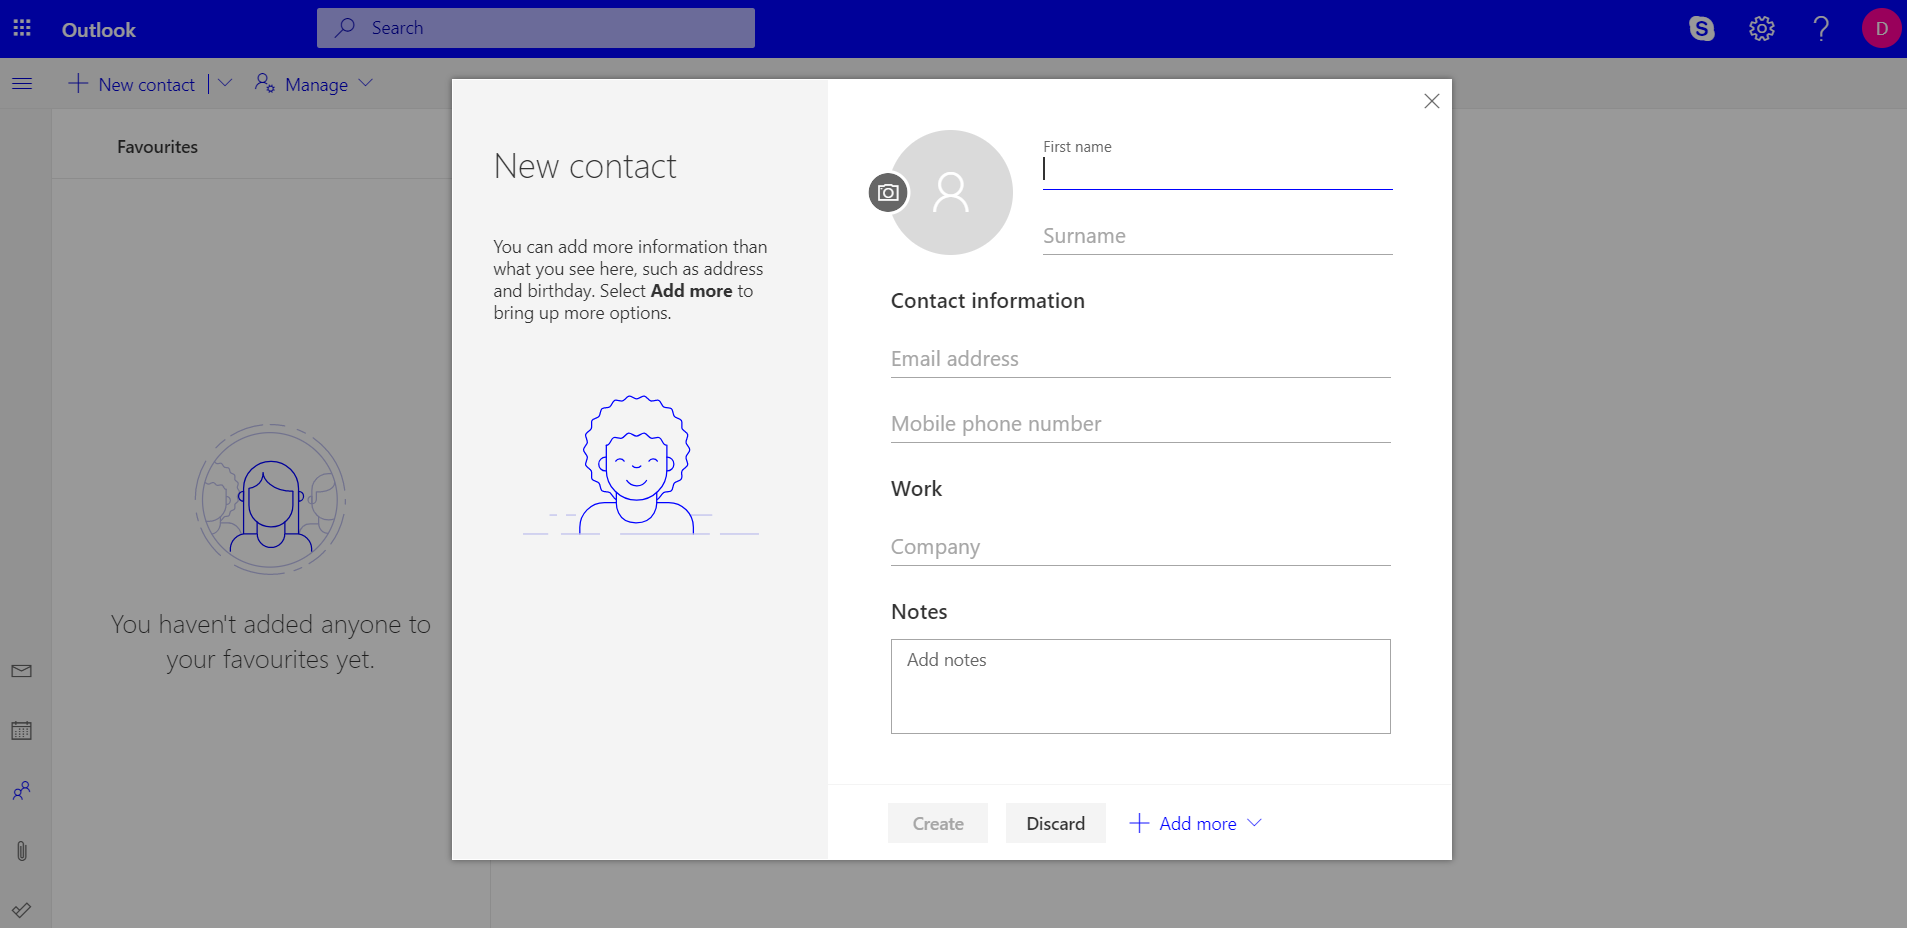 Outlook
Search
S
D
New contact
Manage
Favourites
You haven't added anyone to
your favourites yet.
New contact
You can add more information than
what you see here, such as address
and birthday. Select Add more to
bring up more options.
First name
Surname
Contact information
Email address
Mobile phone number
Work
Company
Notes
Add notes
Create
Discard
Add more